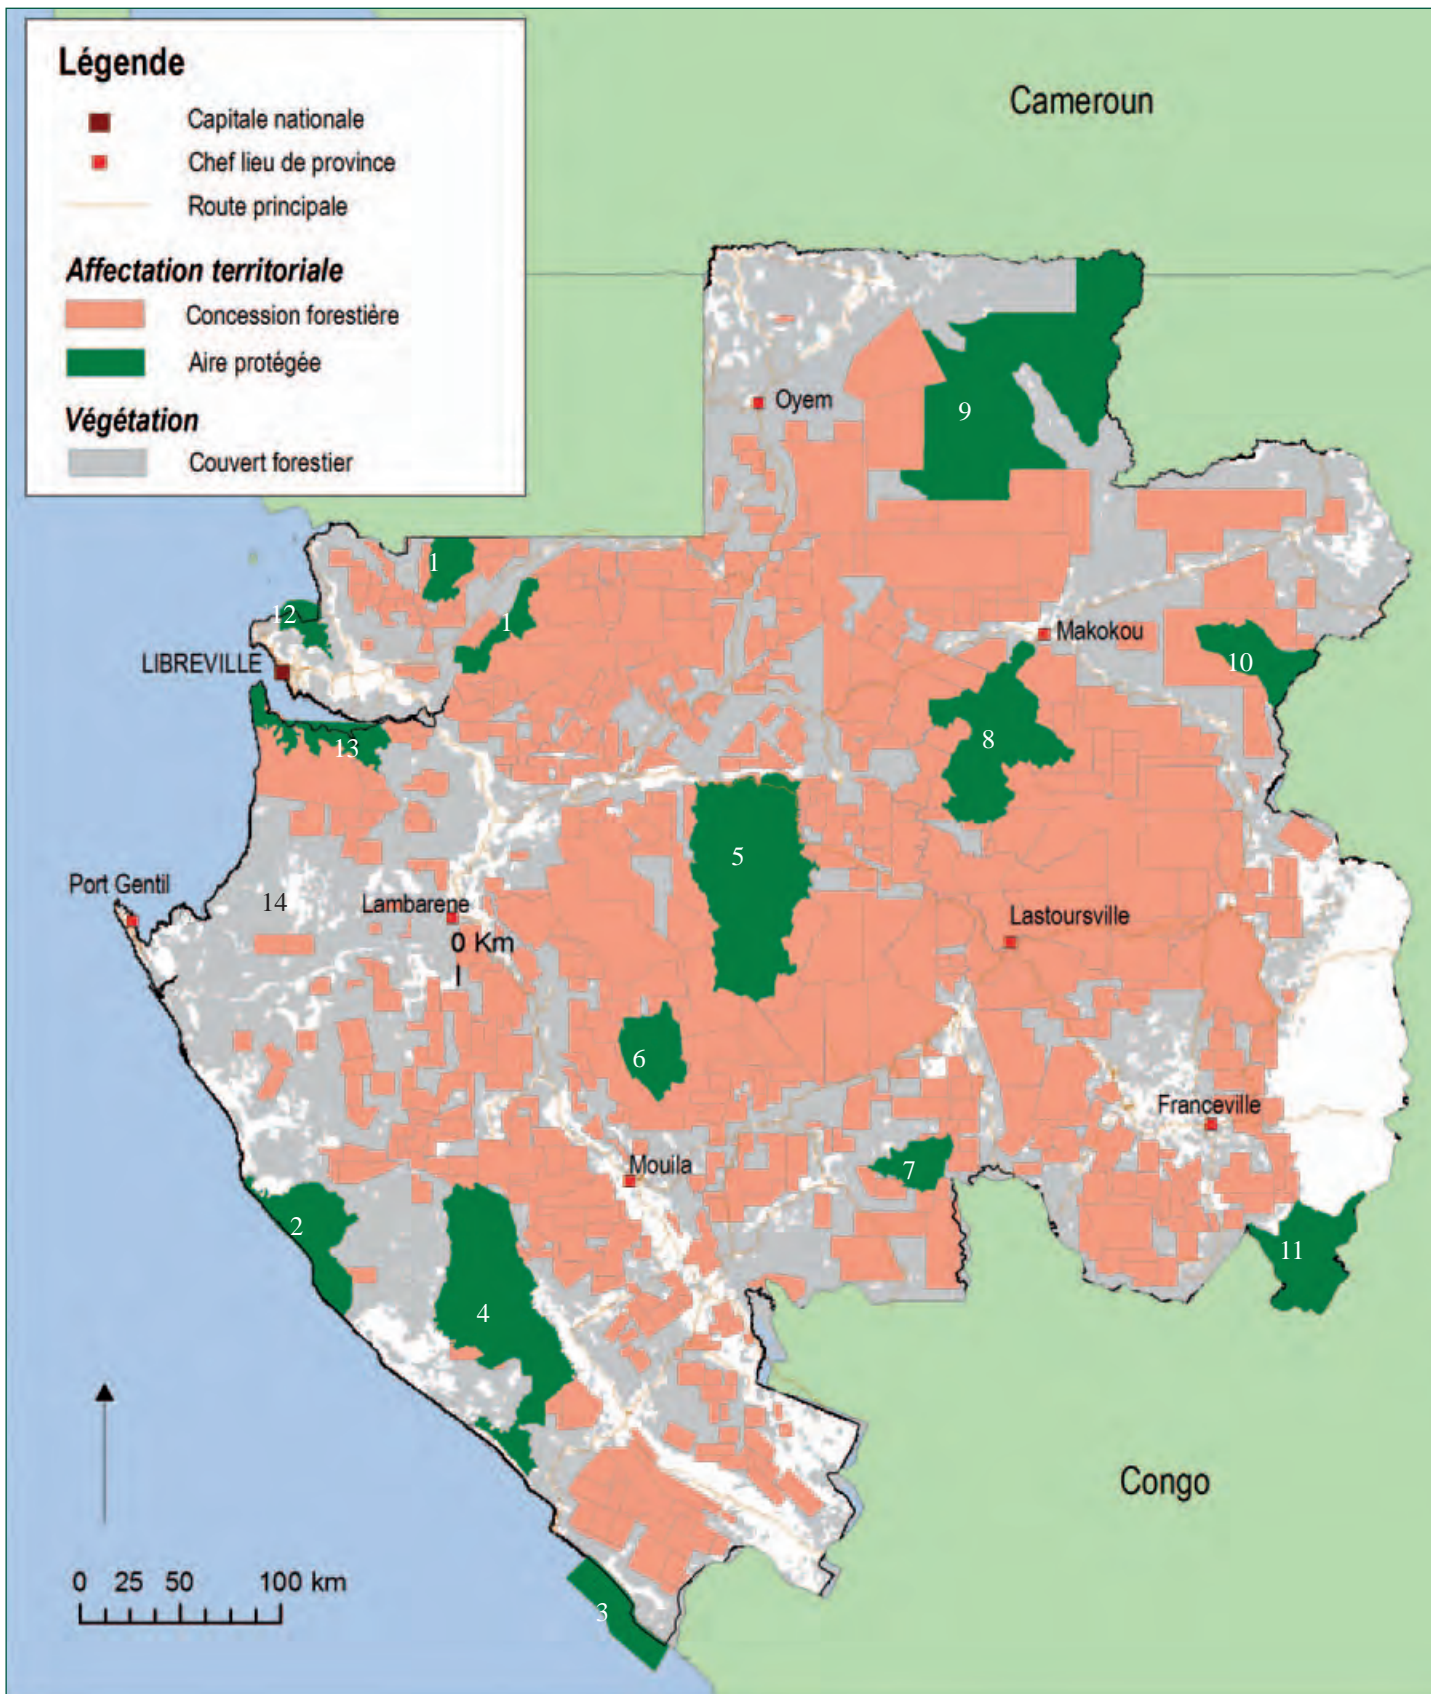 Légende
Capitale nationale
Chef lieu de province
Route principale
Affectation territoriale
Concession forestière
Aire protégée
Végétation
Couvert forestier
Cameroun
Oyem
9
1
1
12
LIBREVILLE
Makokou
10
13
8
5
Port Gentil
14
Lambarene
0 Km
Lastoursville
6
Franceville
Mouila
7
2
11
4
Congo
0 25 50 100 km
3